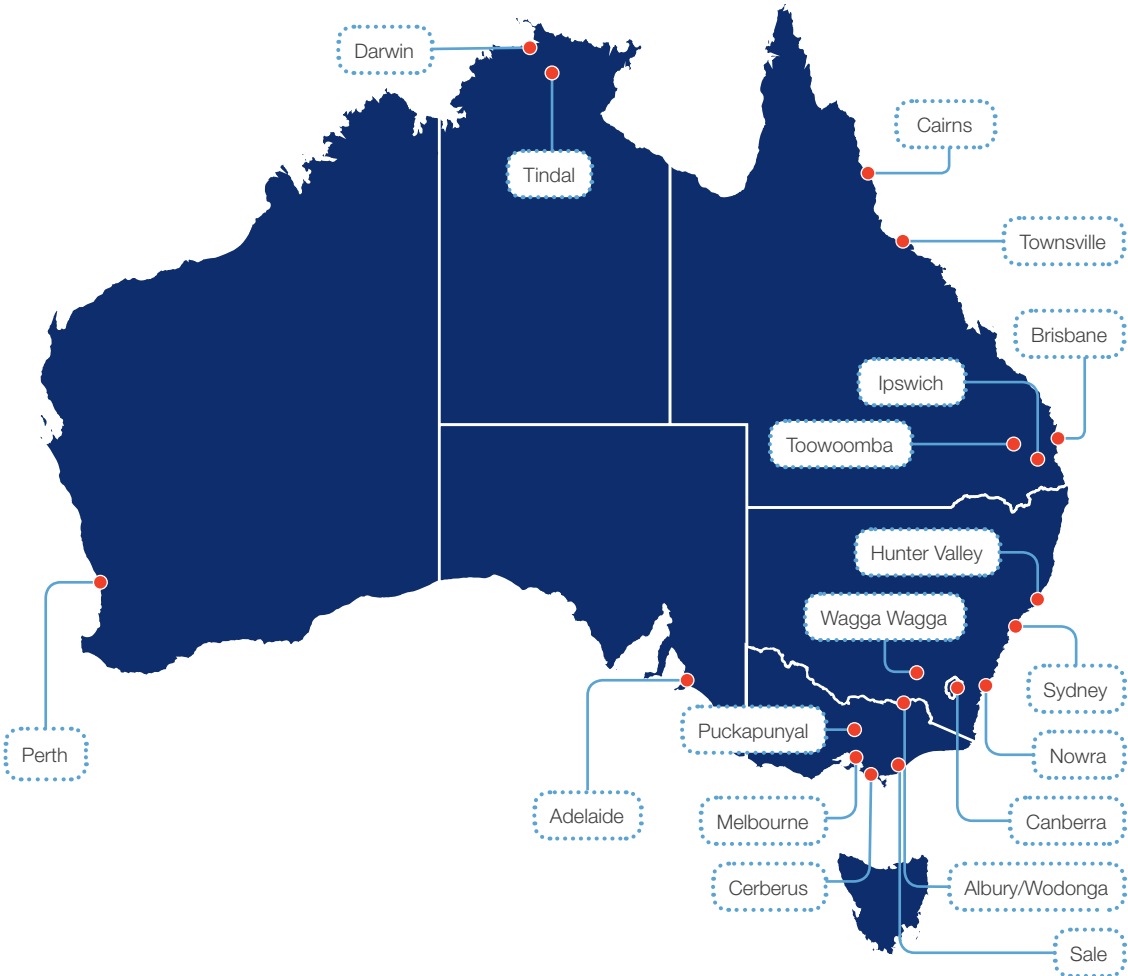 Darwin
Cairns
Tindal
Townsville
Brisbane
Ipswich
Toowoomba
Hunter Valley
Wagga Wagga
Sydney
Puckapunyal
Perth
Nowra
Adelaide
Melbourne
Canberra
Cerberus
Albury/Wodonga
Sale